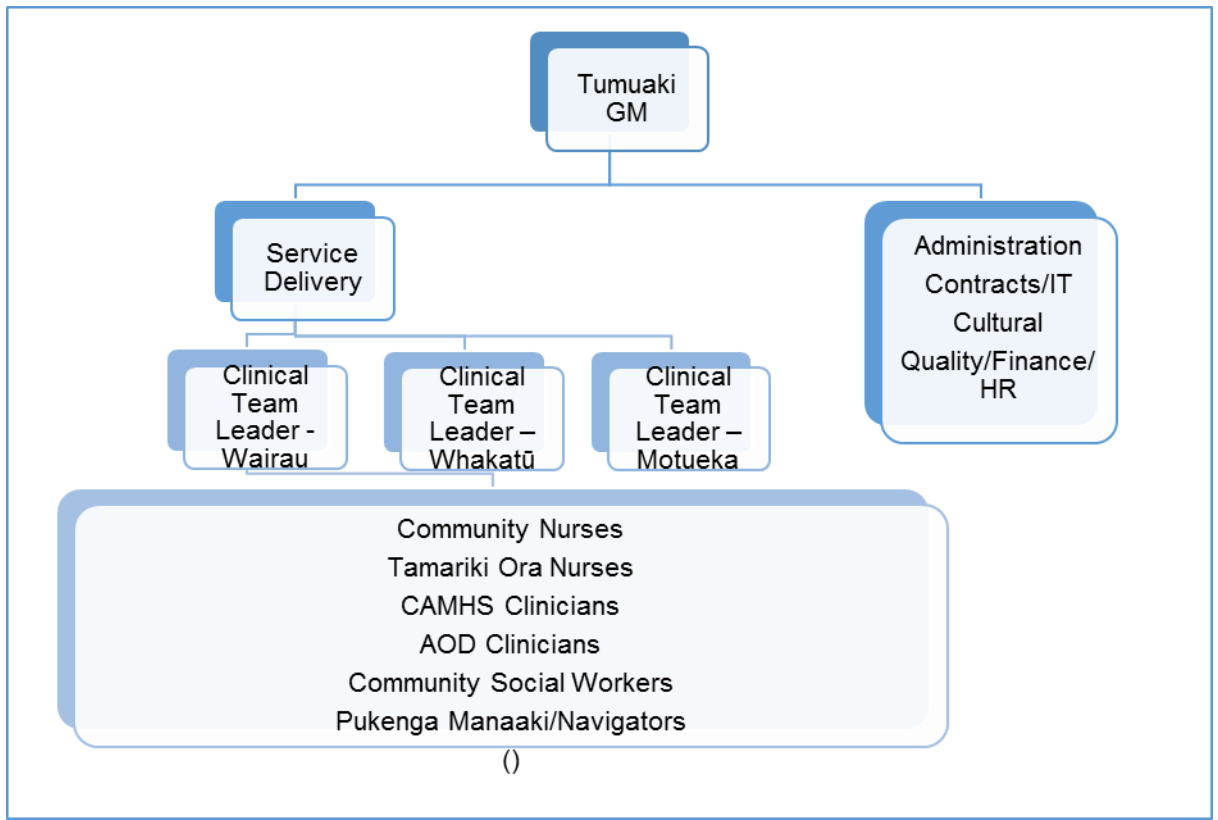 Tumuaki
GM
Service
Delivery
Administration
Contracts/IT
Cultural
Quality/Finance/
HR
Clinical
Team
Leader -
Wairau
Clinical
Team
Leader –
Whakatū
Clinical
Team
Leader –
Motueka
Community Nurses
Tamariki Ora Nurses
CAMHS Clinicians
AOD Clinicians
Community Social Workers
Pukenga Manaaki/Navigators
()